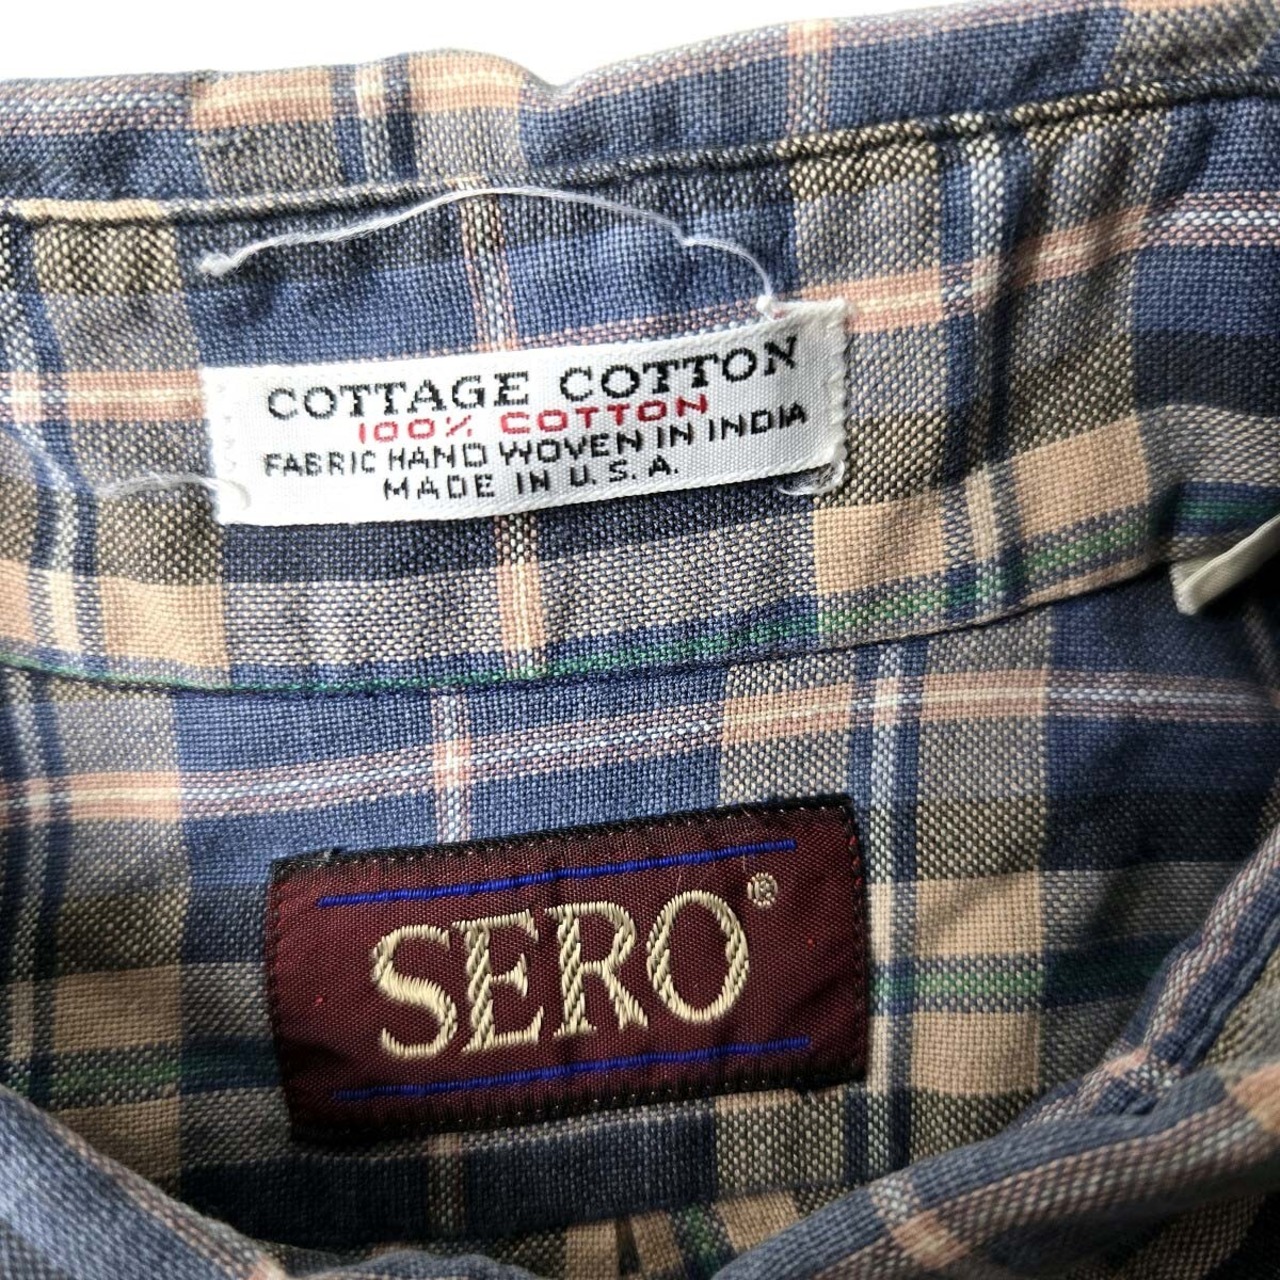 COTTAGE COTTON
100% COTTON
FABRIC HAND WOVEN IN INDIA
MADE IN U.S.A.
SERO®